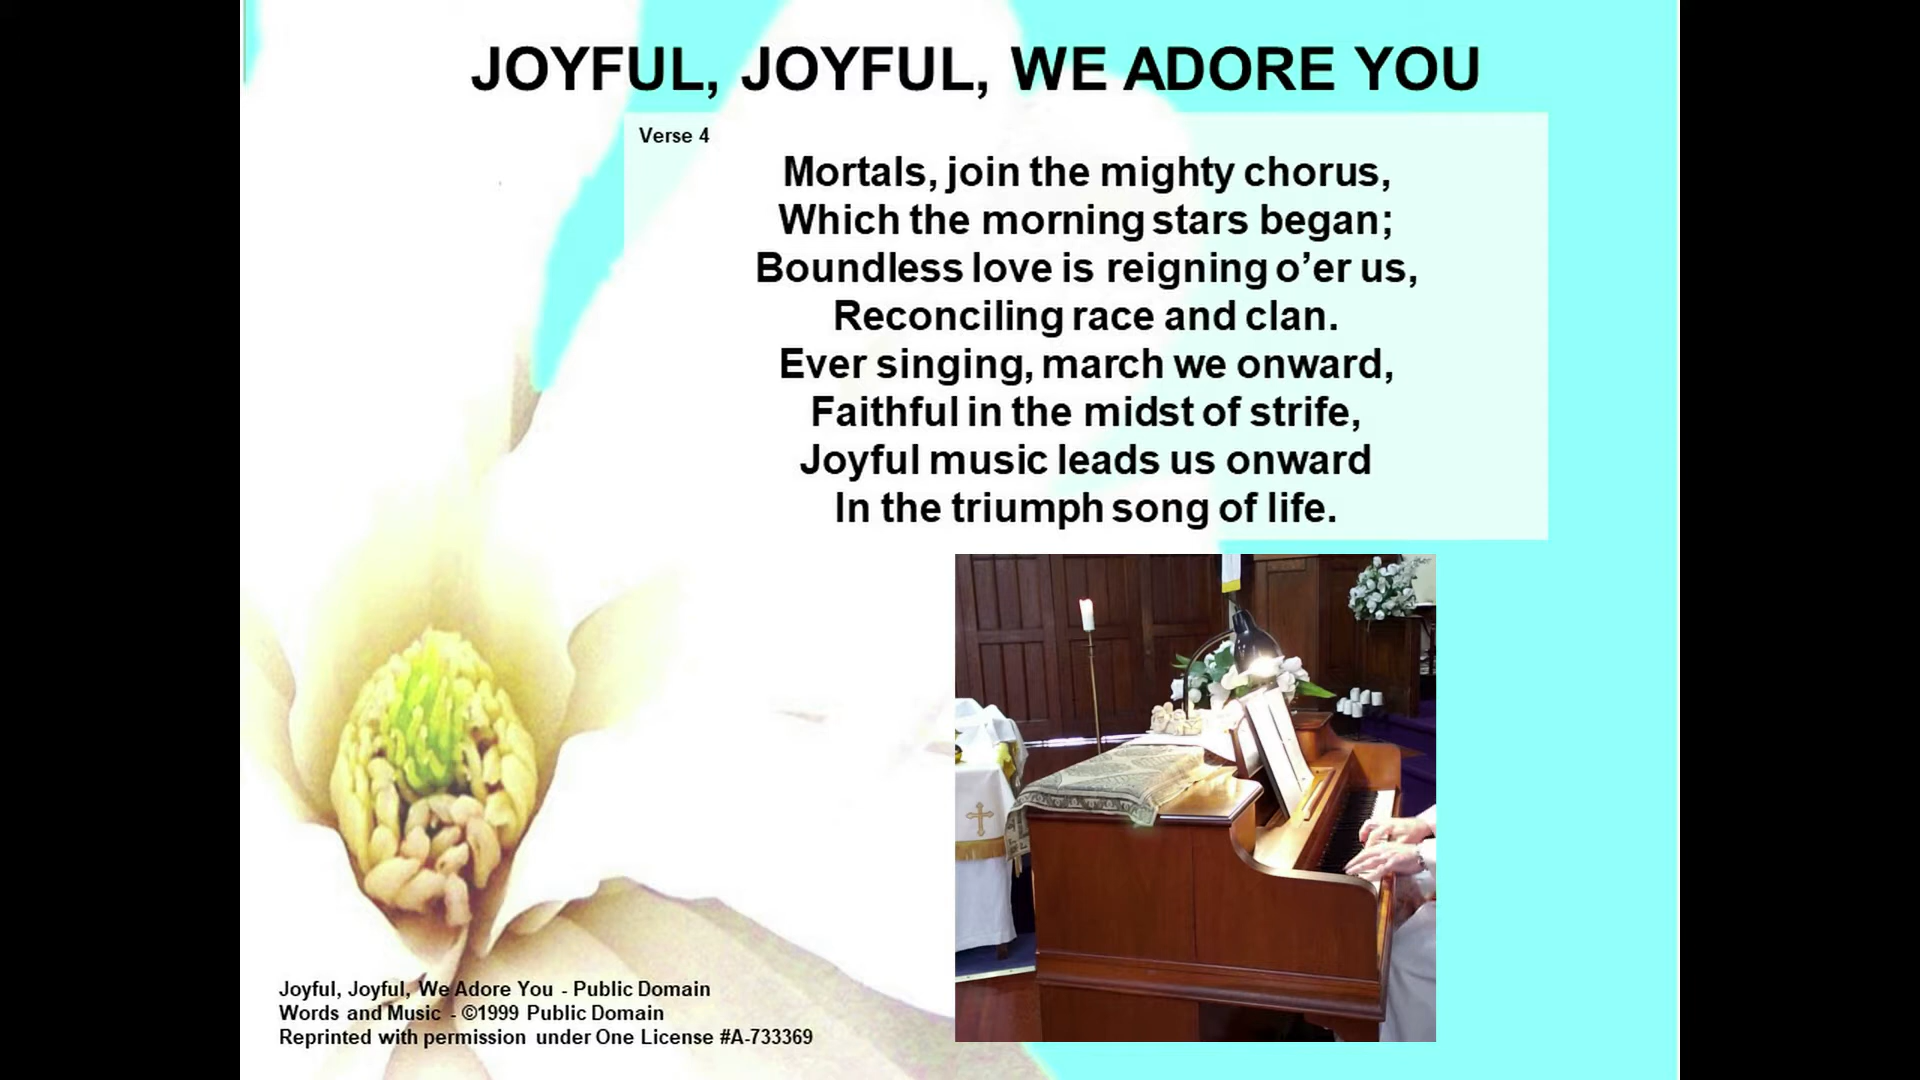 JOYFUL, JOYFUL, WE ADORE YOU
Verse 4
Mortals, join the mighty chorus,
Which the morning stars began;
Boundless love is reigning o’er us,
Reconciling race and clan.
Ever singing, march we onward,
Faithful in the midst of strife,
Joyful music leads us onward
In the triumph song of life.
Joyful, Joyful, We Adore You - Public Domain
Words and Music - ©1999 Public Domain
Reprinted with permission under One License #A-733369